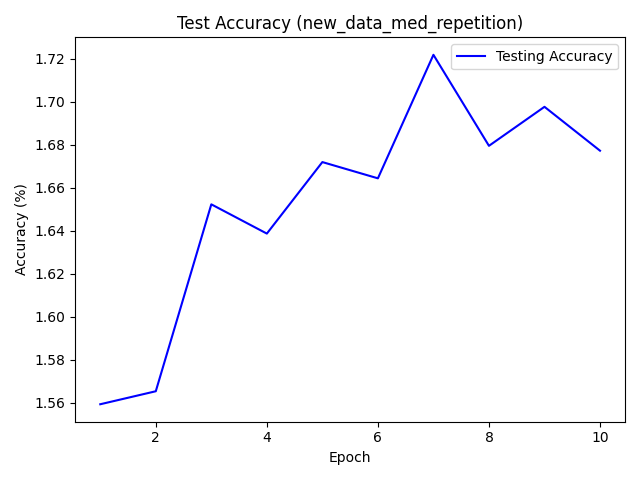 Test Accuracy (new_data_med_repetition)
Testing Accuracy
Accuracy (%)
1.72
1.70
1.68
1.66
1.64
1.62
1.60
1.58
1.56
2 4 6 8 10
Epoch